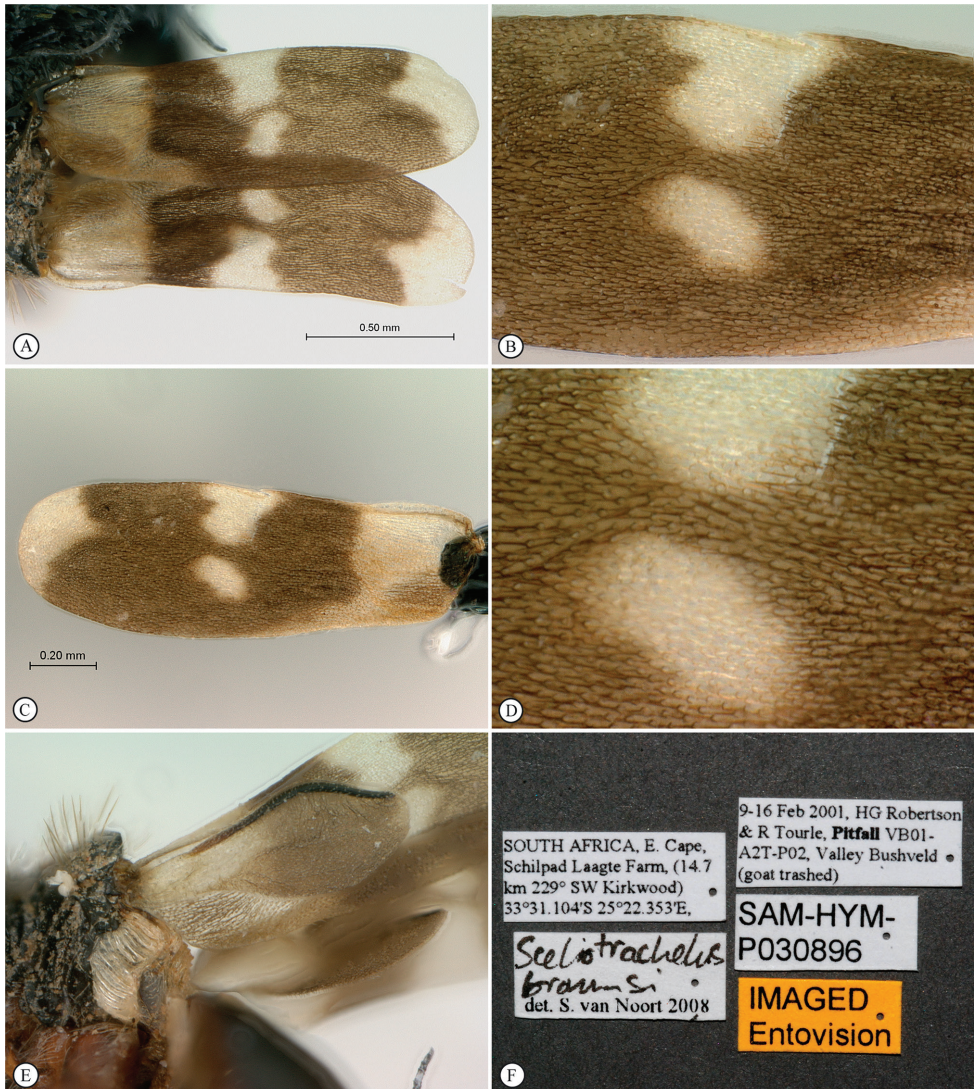 A
0.50 mm
B
C
0.20 mm
D
E
F
SOUTH AFRICA, E. Cape,
Schilpad Laagte Farm, (14.7
km 229° SW Kirkwood)
33°31.104'S 25°22.353'E,
Sceliotrachelus
braunsi
det. S. van Noort 2008
9-16 Feb 2001, HG Robertson
& R Tourle, Pitfall VB01-
A2T-P02, Valley Bushveld
(goat trashed)
SAM-HYM-
P030896
IMAGED
Entovision